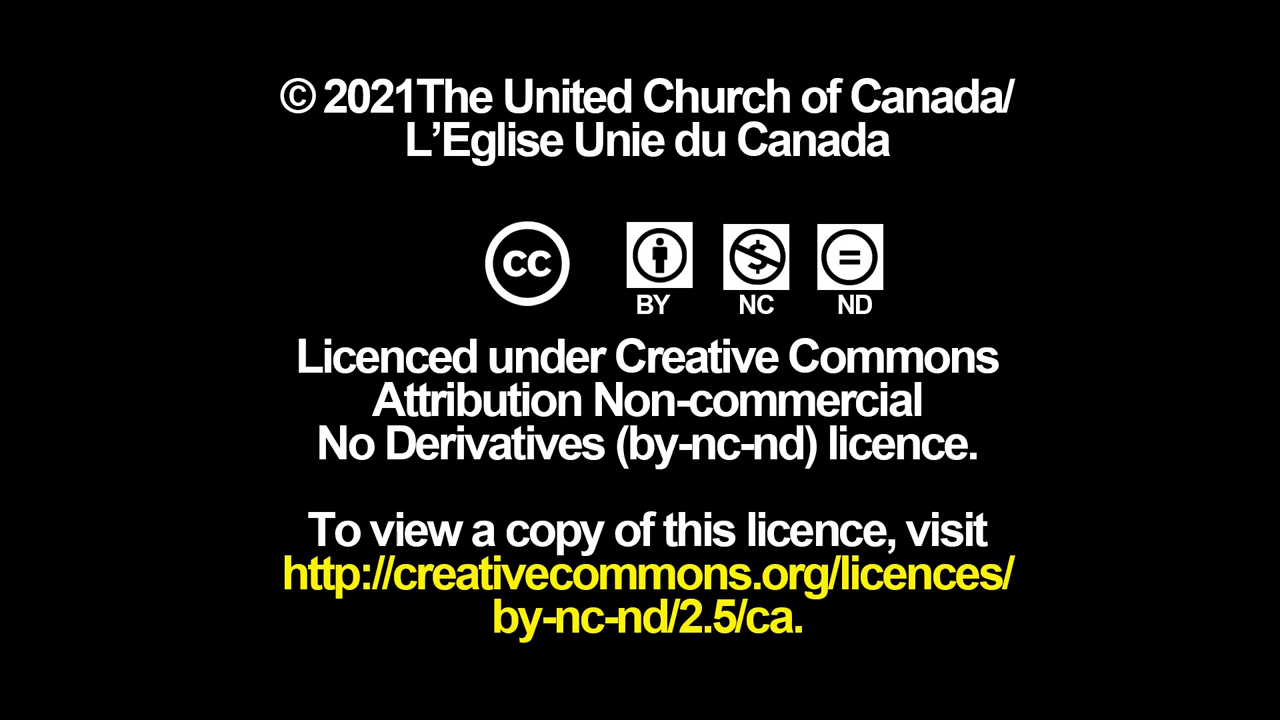 © 2021The United Church of Canada/
L’Eglise Unie du Canada
cc
BY NC ND
Licenced under Creative Commons
Attribution Non-commercial
No Derivatives (by-nc-nd) licence.
To view a copy of this licence, visit
http://creativecommons.org/licences/
by-nc-nd/2.5/ca.